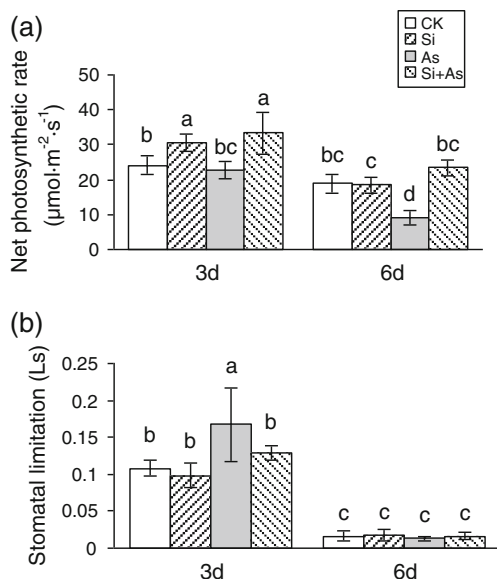 (a)
CK
Si
As
Si+As
Net photosynthetic rate
(μmol·m-2·s-1)
50
40
30
20
10
0
b
a
bc
a
bc
c
d
bc
3d
6d
(b)
Stomatal limitation (Ls)
0.25
0.2
0.15
0.1
0.05
0
b
b
a
b
c
c
c
c
3d
6d